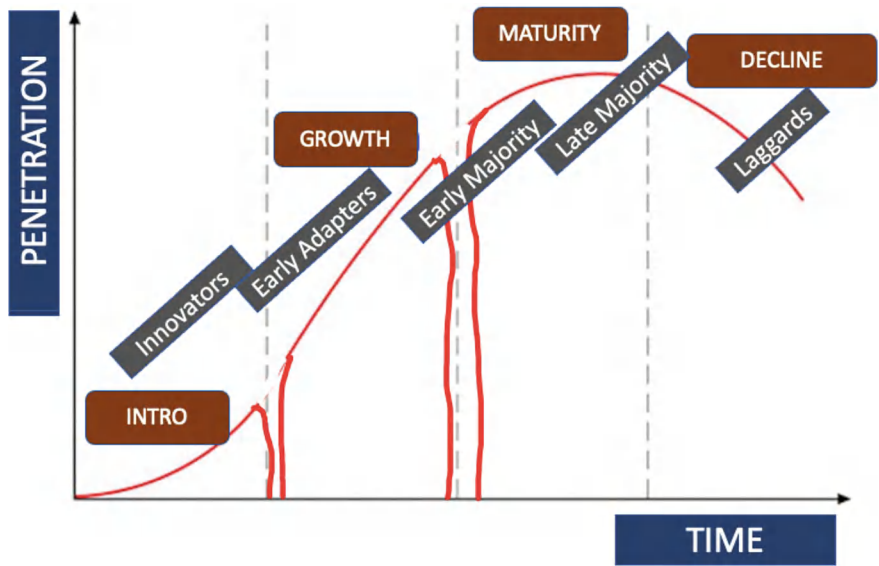 PENETRATION
MATURITY
DECLINE
GROWTH
Innovators
Early Adapters
Early Majority
Late Majority
Laggards
INTRO
TIME